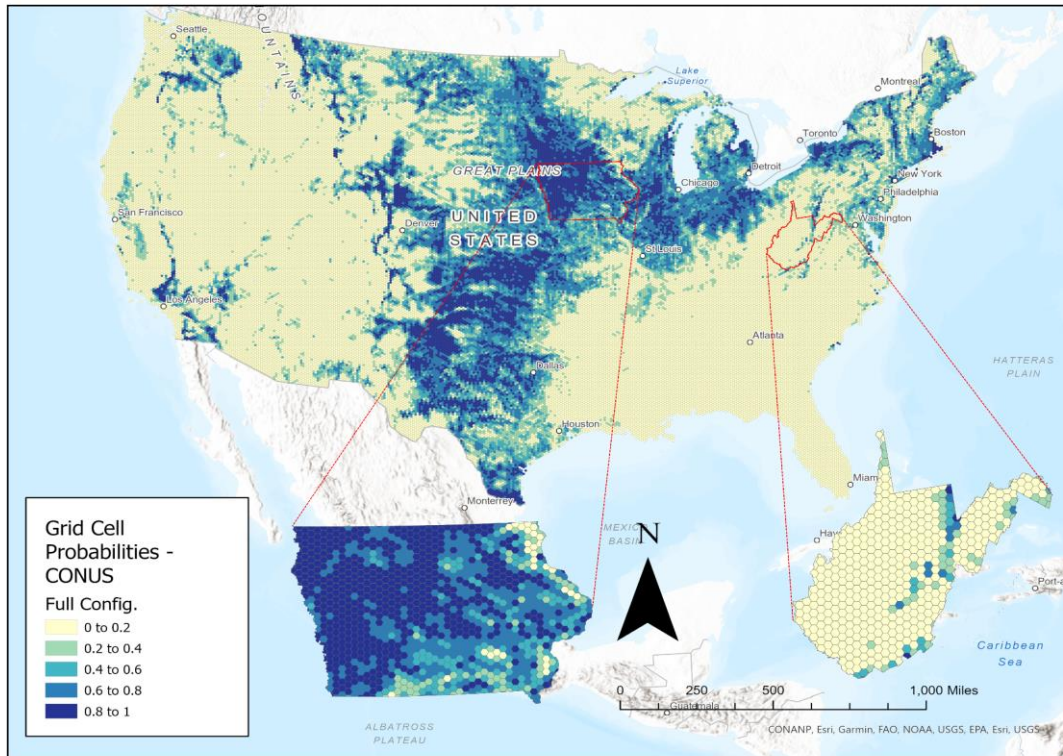 Seattle
MOUNTAINS
Lake
Superior
Montreal
Toronto
Boston
Detroit
GREAT PLAINS
Chicago
New York
Philadelphia
San Francisco
Denver
UNITED
STATES
Washington
St Louis
Los Angeles
Atlanta
HATTERAS
PLAIN
Dallas
Houston
Miam
Monterrey
MEXICO
BASIN
N
Hav
Port-a
Caribbean
Sea
Grid Cell
Probabilities -
CONUS
Full Config.
0 to 0.2
0.2 to 0.4
0.4 to 0.6
0.6 to 0.8
0.8 to 1
0 250 500 1,000 Miles
Guatemala
ALBATROSS
PLATEAU
CONANP, Esri, Garmin, FAO, NOAA, USGS, EPA, Esri, USGS